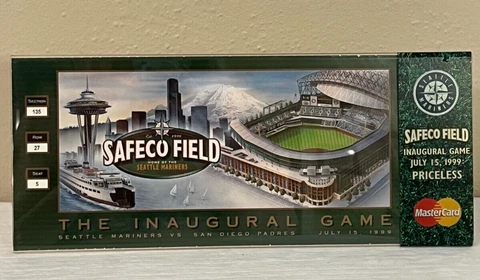 SECTION
135
ROW
27
SEAT
5
EST. 1999
SAFECO FIELD
HOME OF THE
SEATTLE MARINERS
THE INAUGURAL GAME
SEATTLE MARINERS VS SAN DIEGO PADRES JULY 15, 1999
SEATTLE
MARINERS
SAFECO FIELD
INAUGURAL GAME
JULY 15, 1999:
PRICELESS
MasterCard